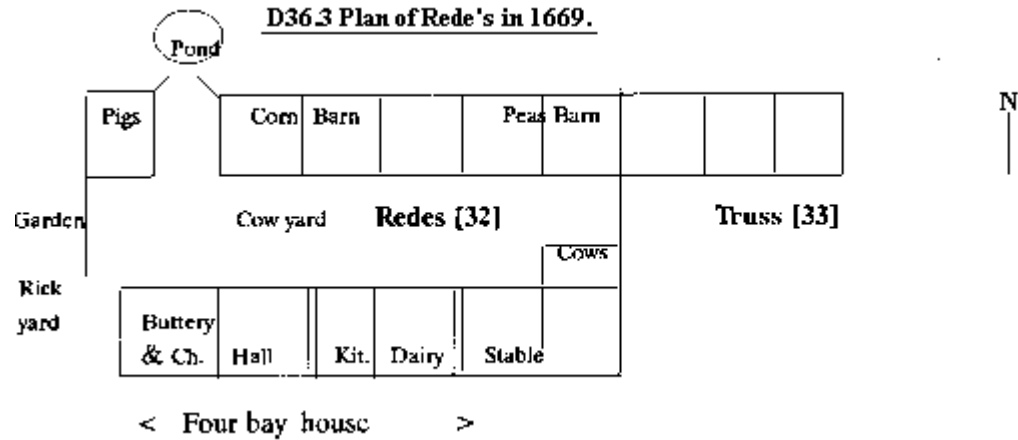 D36.3 Plan of Rede's in 1669.
Pond
Pigs Corn Barn Peas Barn N
Garden Cow yard Redes [32] Truss [33]
Cows
Rick
yard Buttery
& Ch. Hall Kit. Dairy Stable
< Four bay house >